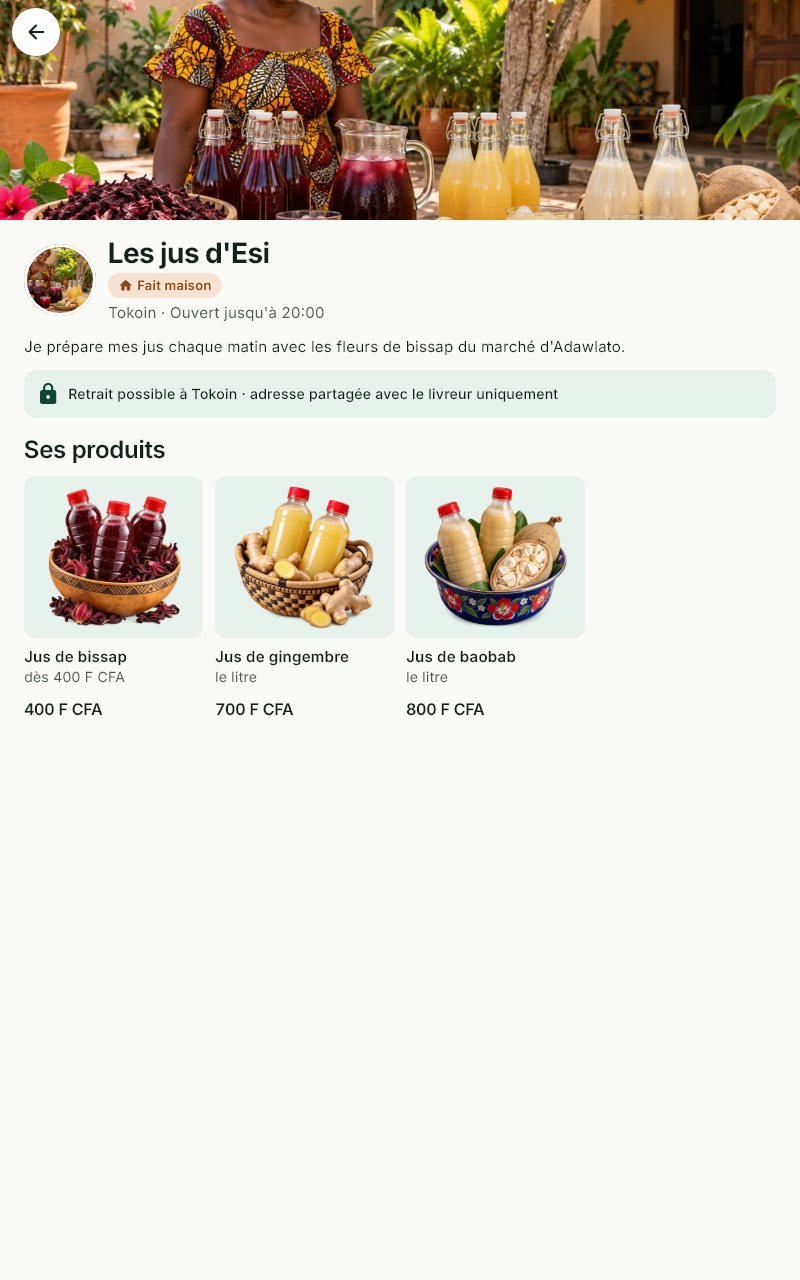 Les jus d'Esi
Fait maison
Tokoin · Ouvert jusqu'à 20:00
Je prépare mes jus chaque matin avec les fleurs de bissap du marché d'Adawlato.
Retrait possible à Tokoin · adresse partagée avec le livreur uniquement
Ses produits
Jus de bissap
dès 400 F CFA
400 F CFA
Jus de gingembre
le litre
700 F CFA
Jus de baobab
le litre
800 F CFA